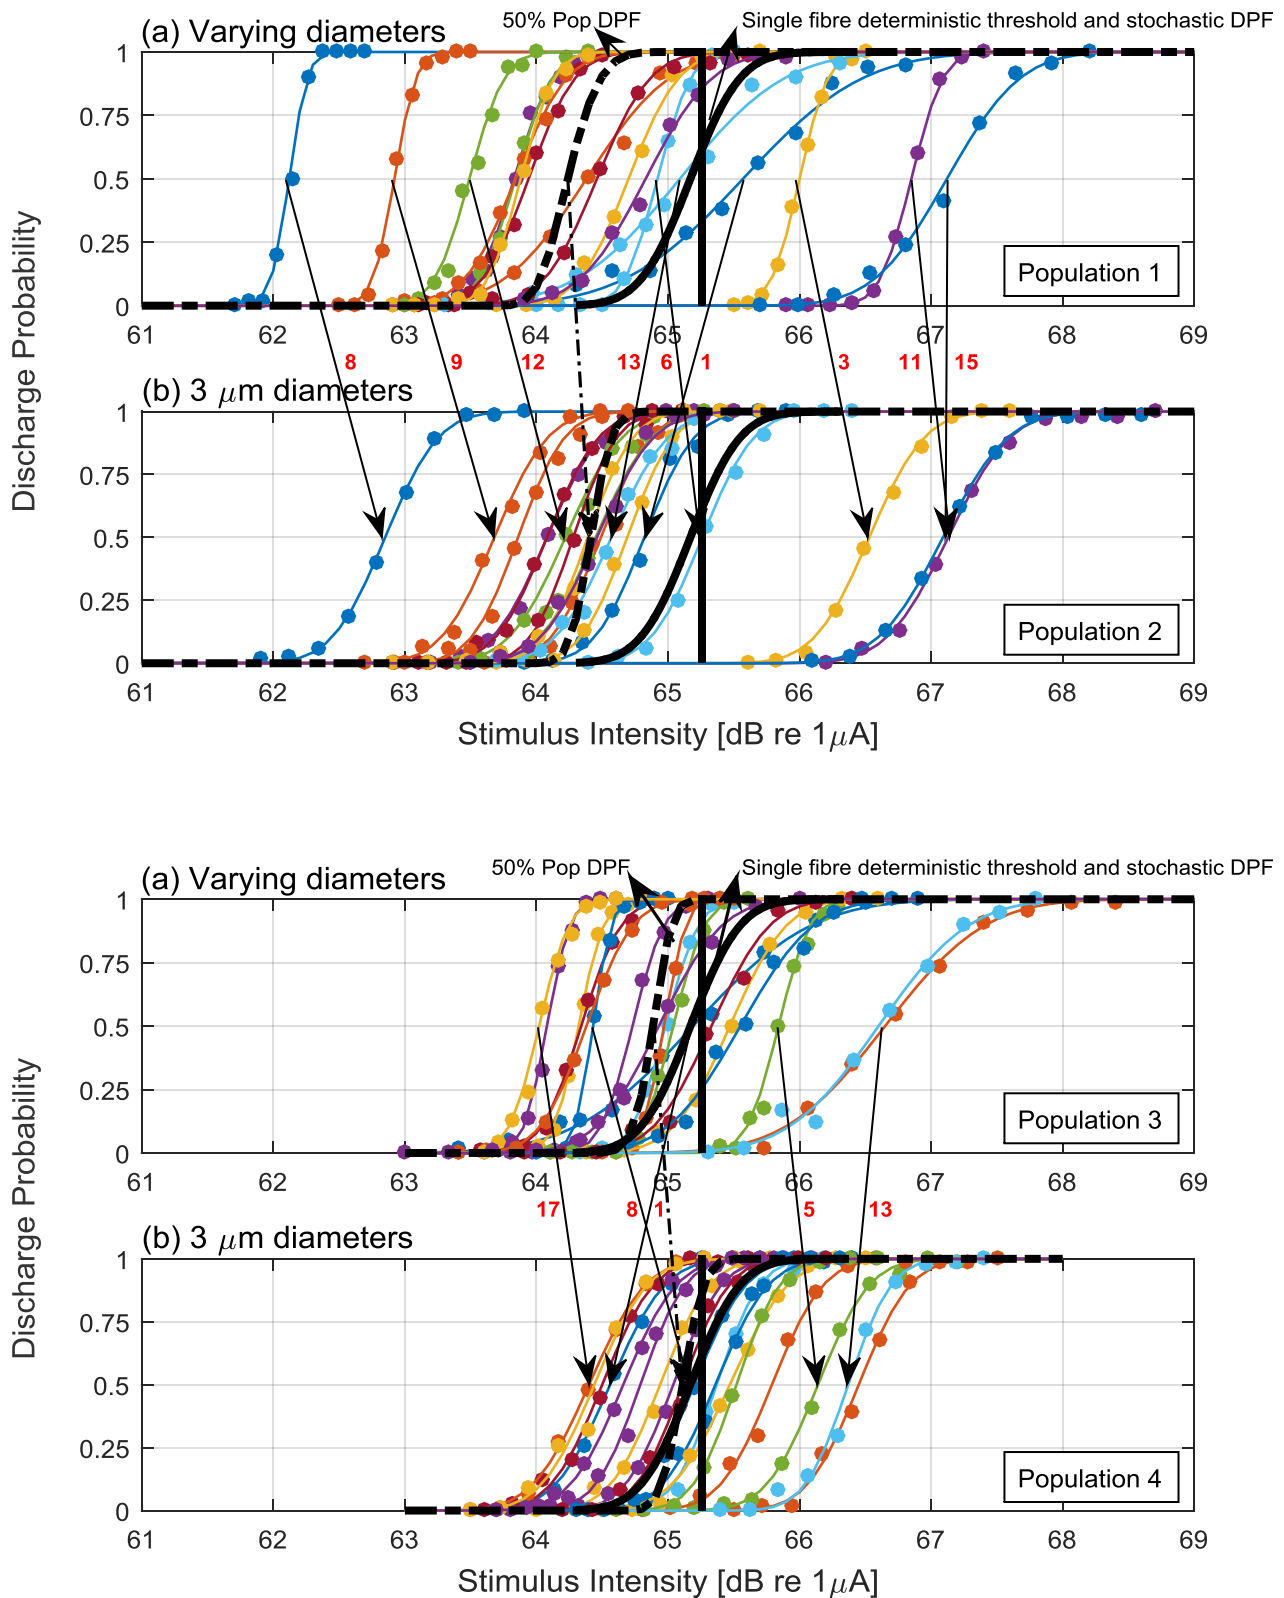 50% Pop DPF
Single fibre deterministic threshold and stochastic DPF
(a) Varying diameters
1
0.75
0.5
0.25
0
Population 1
61 62 63 64 65 66 67 68 69
8 9 12 13 6 1 3 11 15
(b) 3 μm diameters
1
0.75
0.5
0.25
0
Population 2
61 62 63 64 65 66 67 68 69
Discharge Probability
Stimulus Intensity [dB re 1μA]
50% Pop DPF
Single fibre deterministic threshold and stochastic DPF
(a) Varying diameters
1
0.75
0.5
0.25
0
Population 3
61 62 63 64 65 66 67 68 69
17 8 1 5 13
(b) 3 μm diameters
1
0.75
0.5
0.25
0
Population 4
61 62 63 64 65 66 67 68 69
Discharge Probability
Stimulus Intensity [dB re 1μA]